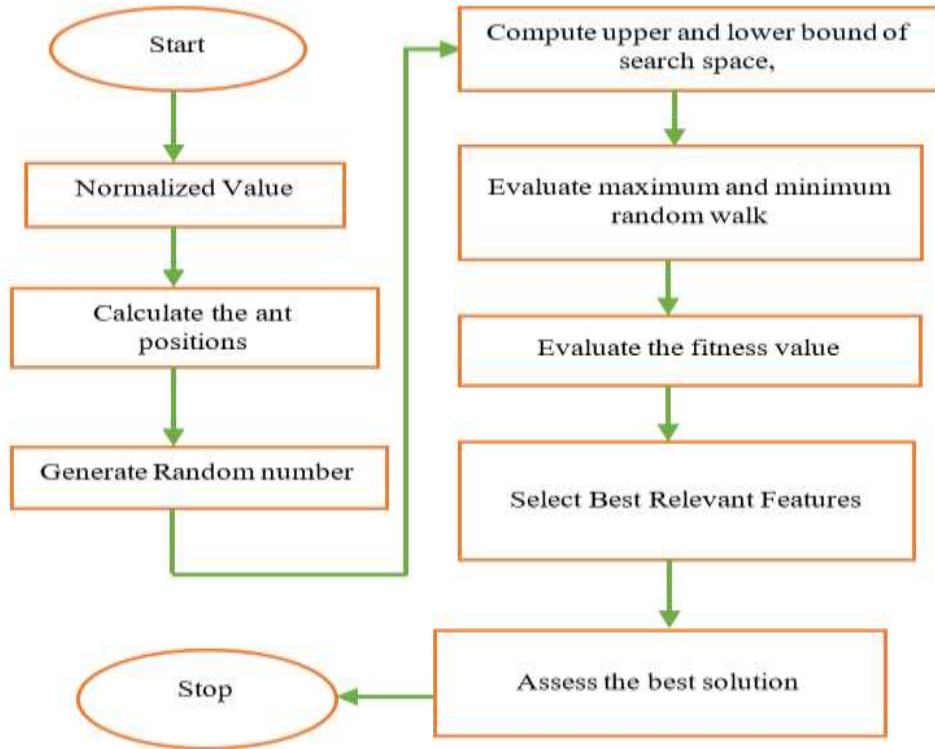 Start
Normalized Value
Calculate the ant
positions
Generate Random number
Compute upper and lower bound of
search space,
Evaluate maximum and minimum
random walk
Evaluate the fitness value
Select Best Relevant Features
Assess the best solution
Stop